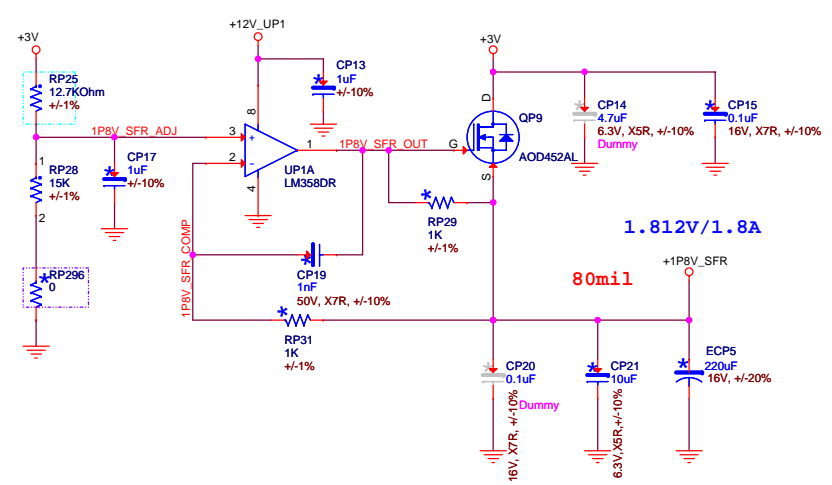 +3V
RP25
12.7KOhm
+/-1%
1P8V_SFR_ADJ
1
RP28
15K
+/-1%
2
RP296
0
CP17
1uF
+/-10%
+12V_UP1
CP13
1uF
+/-10%
8
3
+
2
-
1
4
UP1A
LM358DR
1P8V_SFR_OUT
1P8V_SFR_COMP
CP19
1nF
50V, X7R, +/-10%
RP31
1K
+/-1%
RP29
1K
+/-1%
+3V
D
G
S
QP9
AOD452AL
CP14
4.7uF
6.3V, X5R, +/-10%
Dummy
CP15
0.1uF
16V, X7R, +/-10%
1.812V/1.8A
80mil
+1P8V_SFR
CP20
0.1uF
Dummy
16V, X7R, +/-10%
CP21
10uF
6.3V,X5R,+/-10%
ECP5
220uF
16V, +/-20%